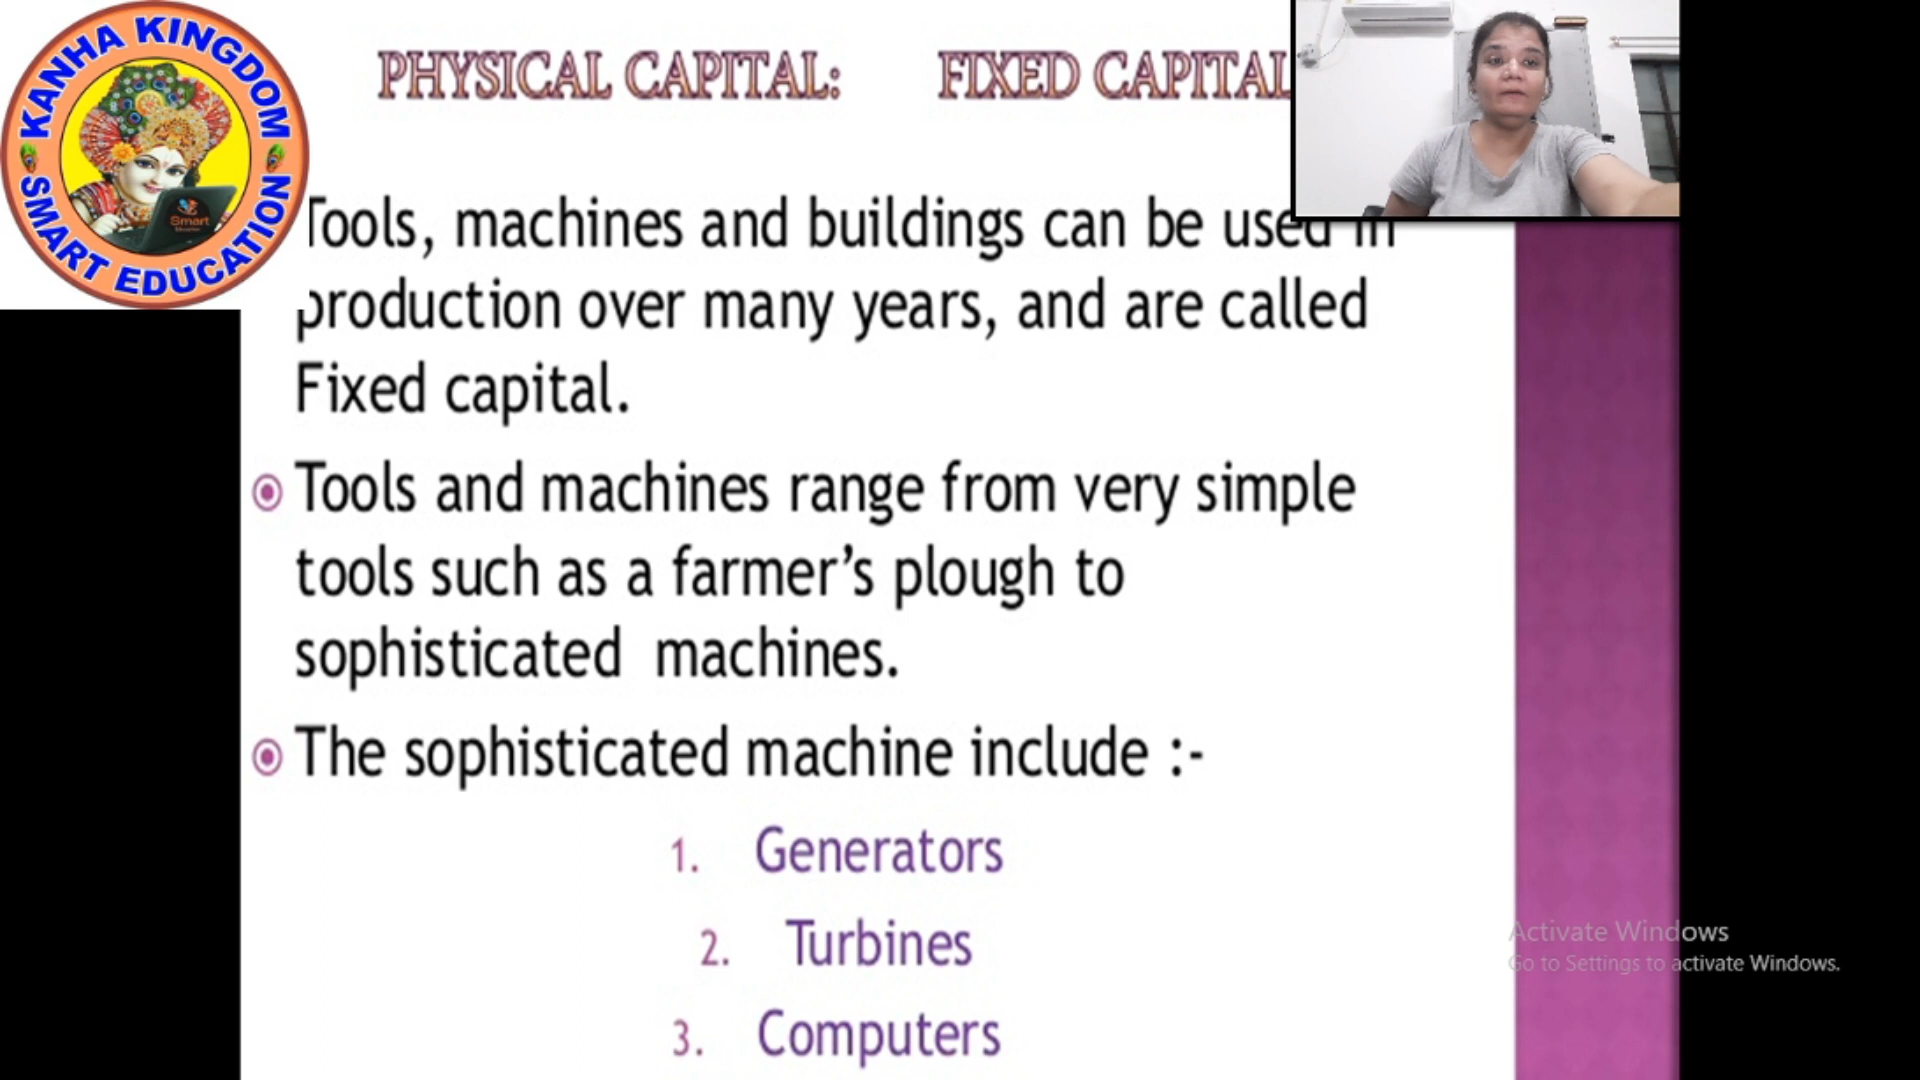 KANHA KINGDOM
SMART EDUCATION
Smart
PHYSICAL CAPITAL: FIXED CAPITAL
Tools, machines and buildings can be used in
production over many years, and are called
Fixed capital.
Tools and machines range from very simple
tools such as a farmer’s plough to
sophisticated machines.
The sophisticated machine include :-
1. Generators
2. Turbines
3. Computers
Activate Windows
Go to Settings to activate Windows.